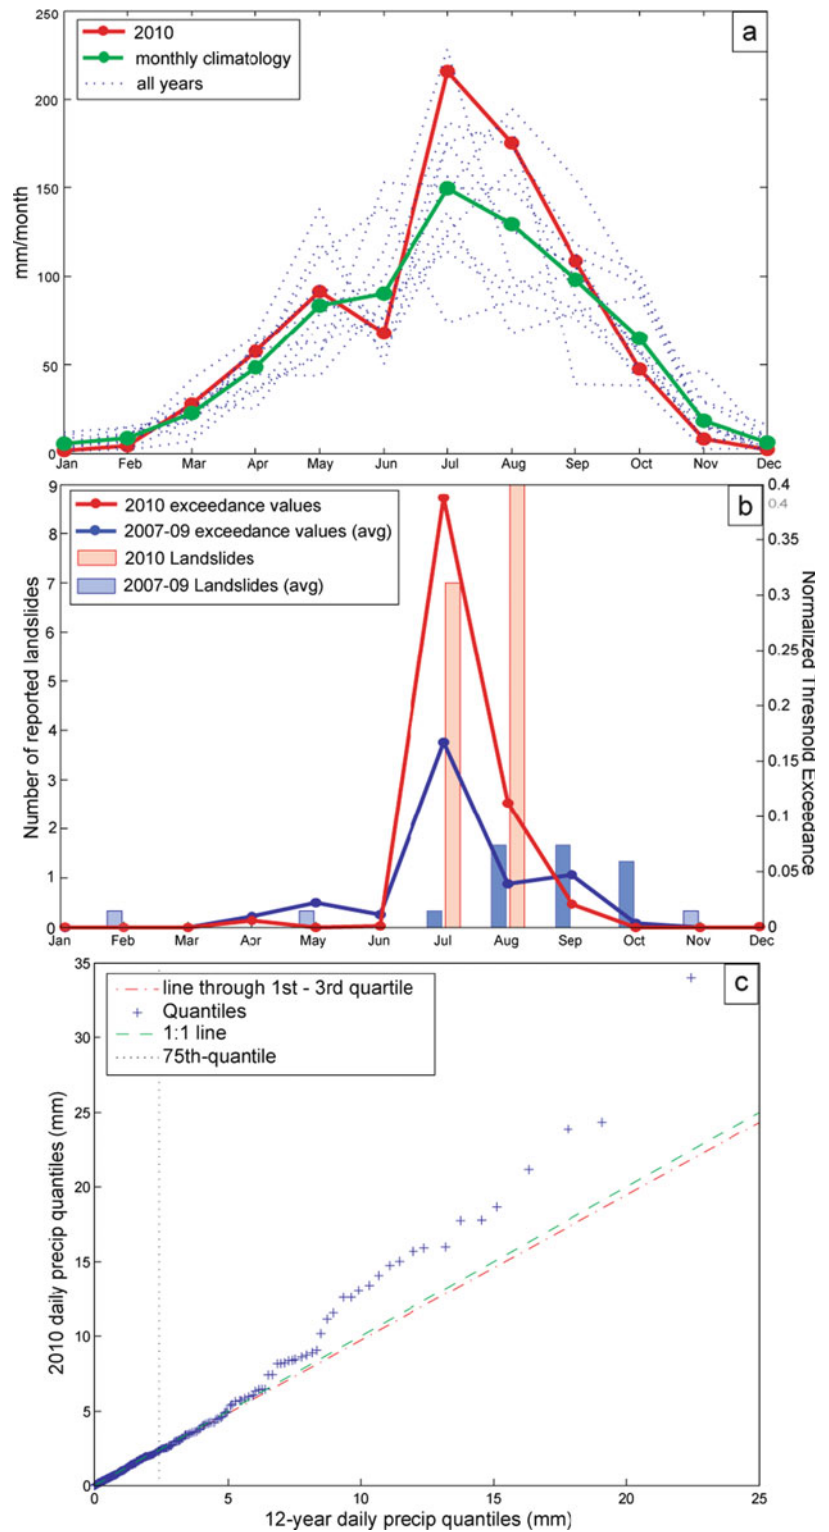 250
200
150
100
50
0
mm/month
2010
monthly climatology
all years
a
Jan Feb Mar Apr May Jun Jul Aug Sep Oct Nov Dec
9
8
7
6
5
4
3
2
1
0
Number of reported landslides
2010 exceedance values
2007-09 exceedance values (avg)
2010 Landslides
2007-09 Landslides (avg)
b
0.4
0.4
0.35
0.3
0.25
0.2
0.15
0.1
0.05
0
Normalized Threshold Exceedance
Jan Feb Mar Apr May Jun Jul Aug Sep Oct Nov Dec
35
30
25
20
15
10
5
0
2010 daily precip quantiles (mm)
line through 1st - 3rd quartile
Quantiles
1:1 line
75th-quantile
c
0 5 10 15 20 25
12-year daily precip quantiles (mm)